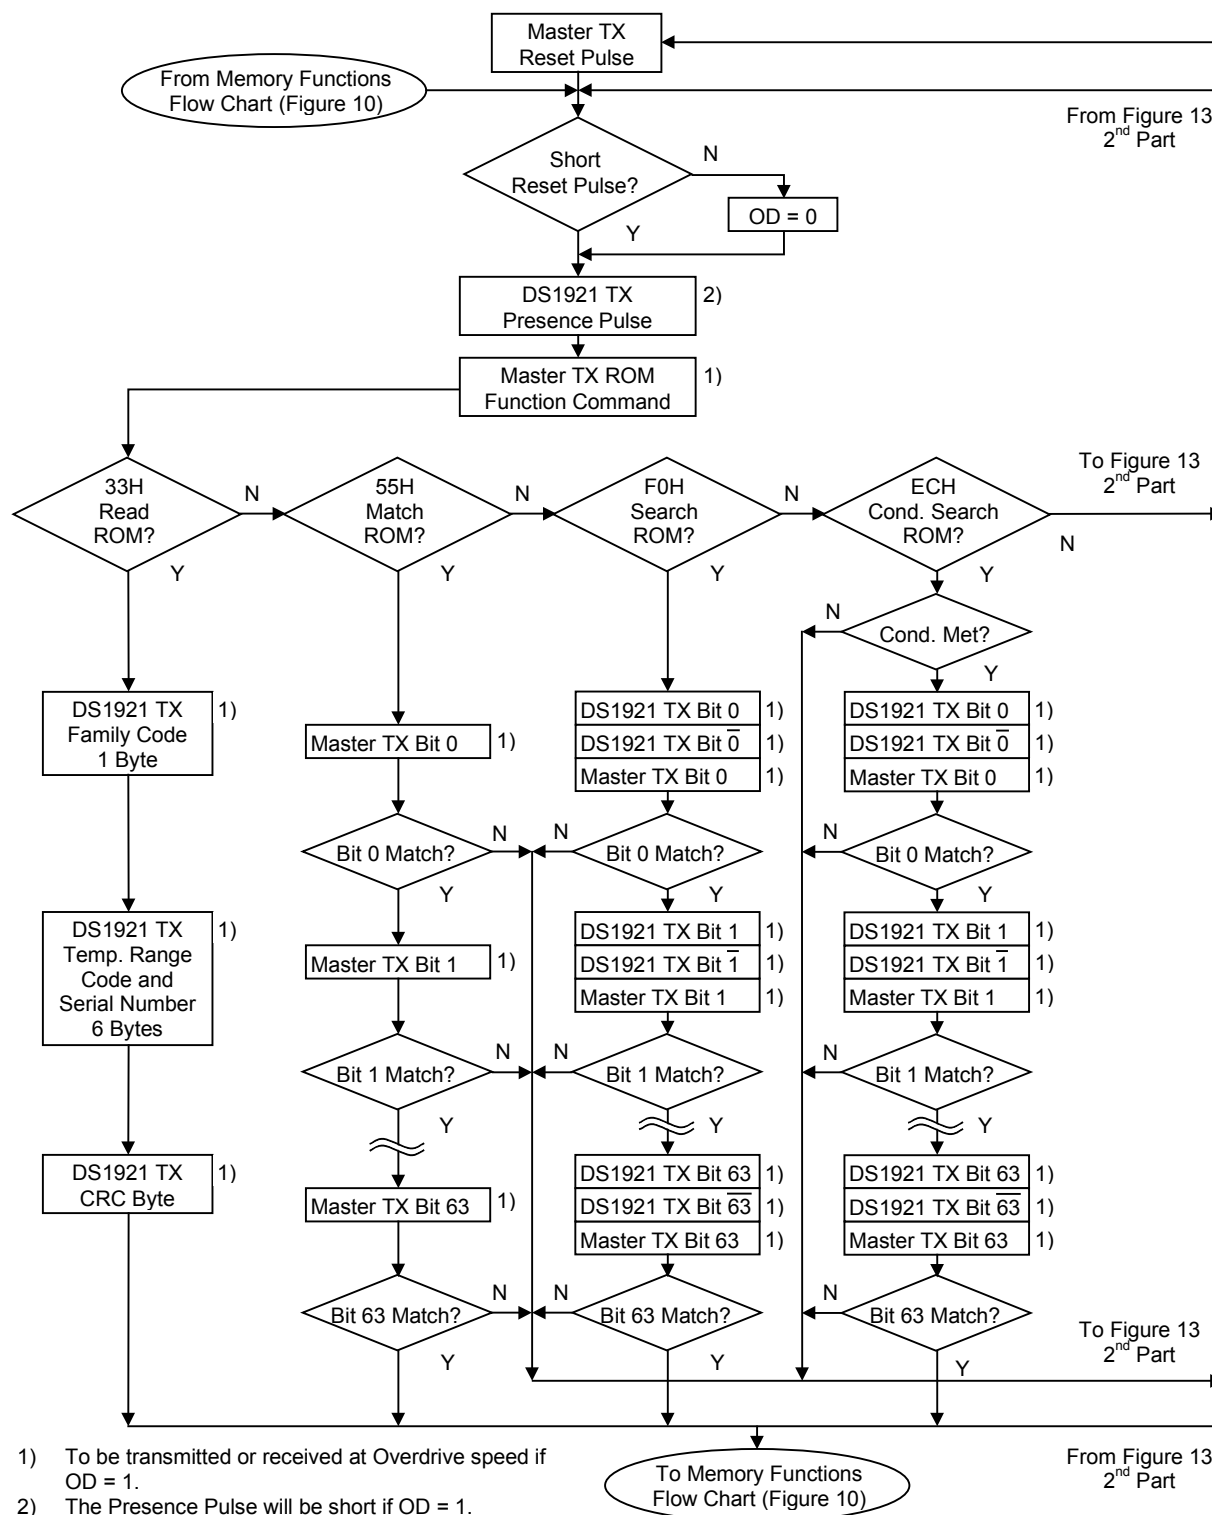 Master TX
Reset Pulse
From Memory Functions
Flow Chart (Figure 10)
From Figure 13
2nd Part
Short
Reset Pulse?
N
OD = 0
Y
DS1921 TX
Presence Pulse
2)
Master TX ROM
Function Command
1)
To Figure 13
2nd Part
33H
Read
ROM?
N
Y
55H
Match
ROM?
N
Y
F0H
Search
ROM?
N
Y
ECH
Cond. Search
ROM?
N
Y
N
Cond. Met?
Y
DS1921 TX
Family Code
1 Byte
1)
Master TX Bit 0
1)
DS1921 TX Bit 0
1)
DS1921 TX Bit 0̅
1)
Master TX Bit 0
1)
DS1921 TX Bit 0
1)
DS1921 TX Bit 0̅
1)
Master TX Bit 0
1)
Bit 0 Match?
N
Y
N
Bit 0 Match?
Y
N
Bit 0 Match?
Y
DS1921 TX
Temp. Range
Code and
Serial Number
6 Bytes
1)
Master TX Bit 1
1)
DS1921 TX Bit 1
1)
DS1921 TX Bit 1̅
1)
Master TX Bit 1
1)
DS1921 TX Bit 1
1)
DS1921 TX Bit 1̅
1)
Master TX Bit 1
1)
Bit 1 Match?
N
Y
N
Bit 1 Match?
Y
N
Bit 1 Match?
Y
DS1921 TX
CRC Byte
1)
Master TX Bit 63
1)
DS1921 TX Bit 63
1)
DS1921 TX Bit 6̅3̅
1)
Master TX Bit 63
1)
DS1921 TX Bit 63
1)
DS1921 TX Bit 6̅3̅
1)
Master TX Bit 63
1)
Bit 63 Match?
N
Y
N
Bit 63 Match?
Y
N
Bit 63 Match?
Y
To Figure 13
2nd Part
1) To be transmitted or received at Overdrive speed if
OD = 1.
2) The Presence Pulse will be short if OD = 1.
To Memory Functions
Flow Chart (Figure 10)
From Figure 13
2nd Part